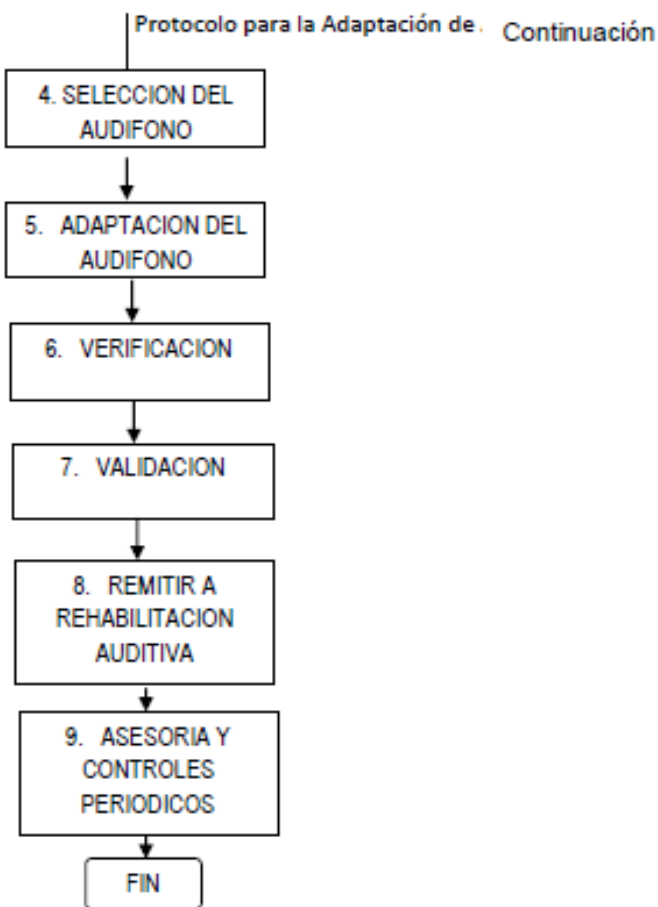 Protocolo para la Adaptación de
Continuación
4. SELECCION DEL
AUDIFONO
5. ADAPTACION DEL
AUDIFONO
6. VERIFICACION
7. VALIDACION
8. REMITIR A
REHABILITACION
AUDITIVA
9. ASESORIA Y
CONTROLES
PERIODICOS
FIN